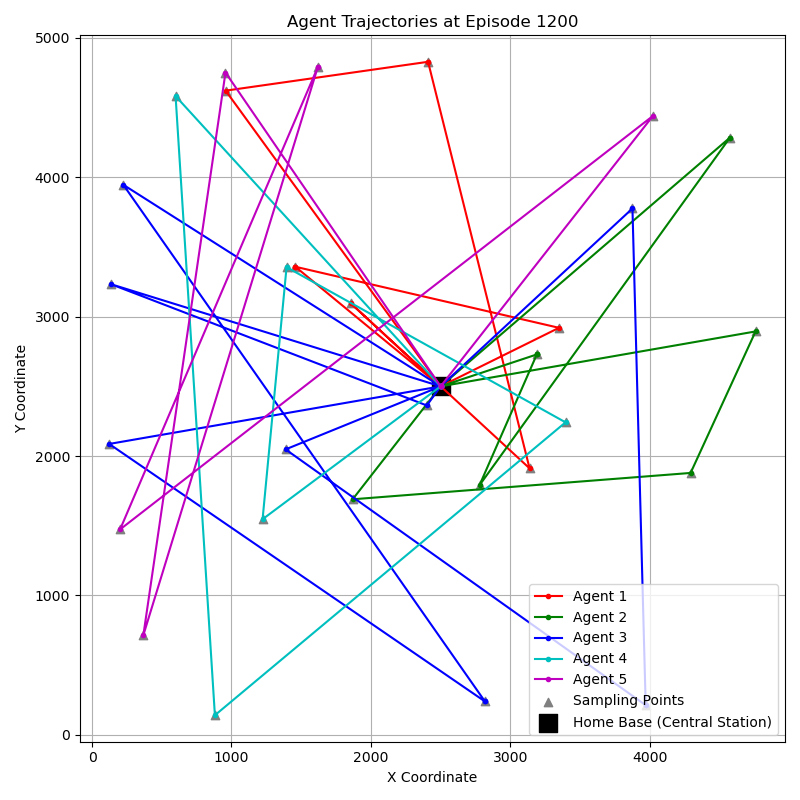 Agent Trajectories at Episode 1200
5000
4000
3000
2000
1000
0
Y Coordinate
0 1000 2000 3000 4000
X Coordinate
Agent 1
Agent 2
Agent 3
Agent 4
Agent 5
Sampling Points
Home Base (Central Station)